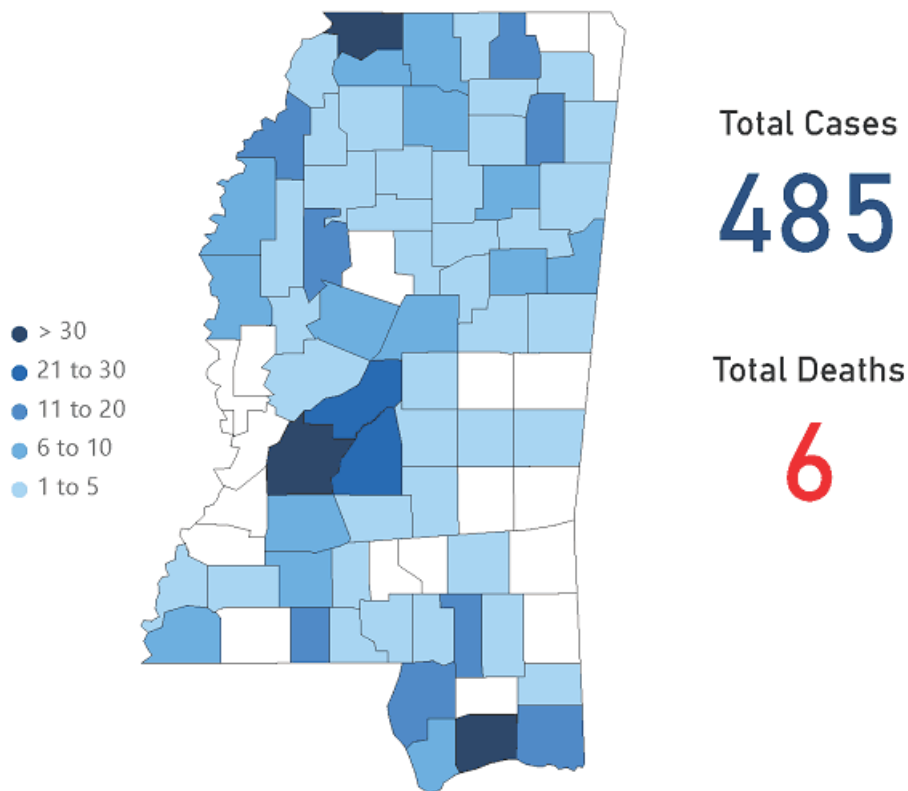 Total Cases
485
> 30
21 to 30
11 to 20
6 to 10
1 to 5
Total Deaths
6